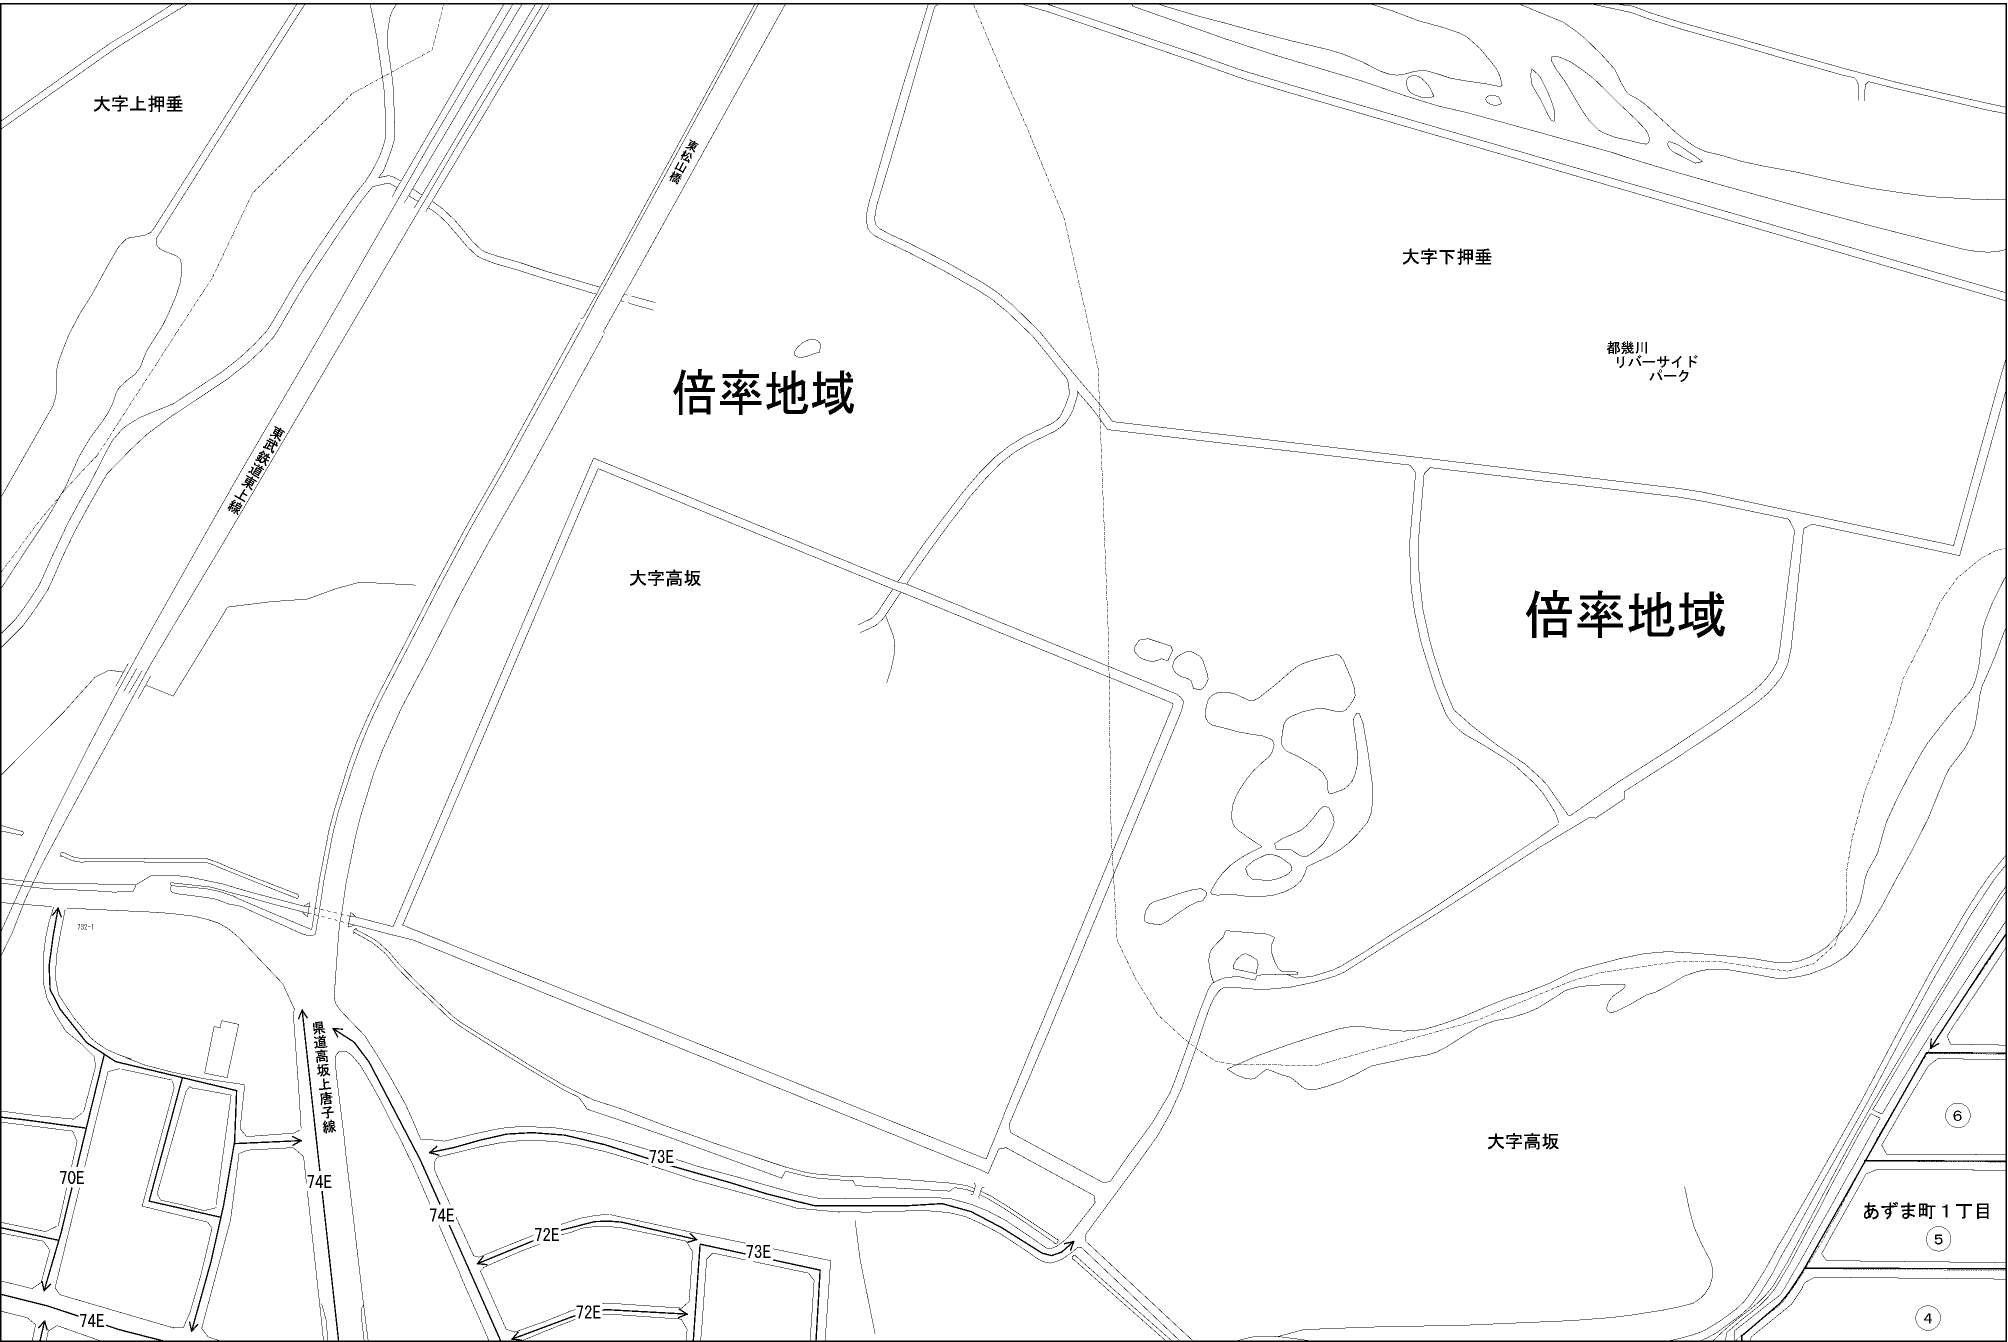 大字上押垂
東松山橋
大字下押垂
都幾川
リバーサイド
パーク
倍率地域
東武鉄道東上線
大字高坂
倍率地域
732-1
県道高坂上唐子線
6
大字高坂
73E
70E
74E
あずま町1丁目
74E
5
72E
73E
72E
74E
4